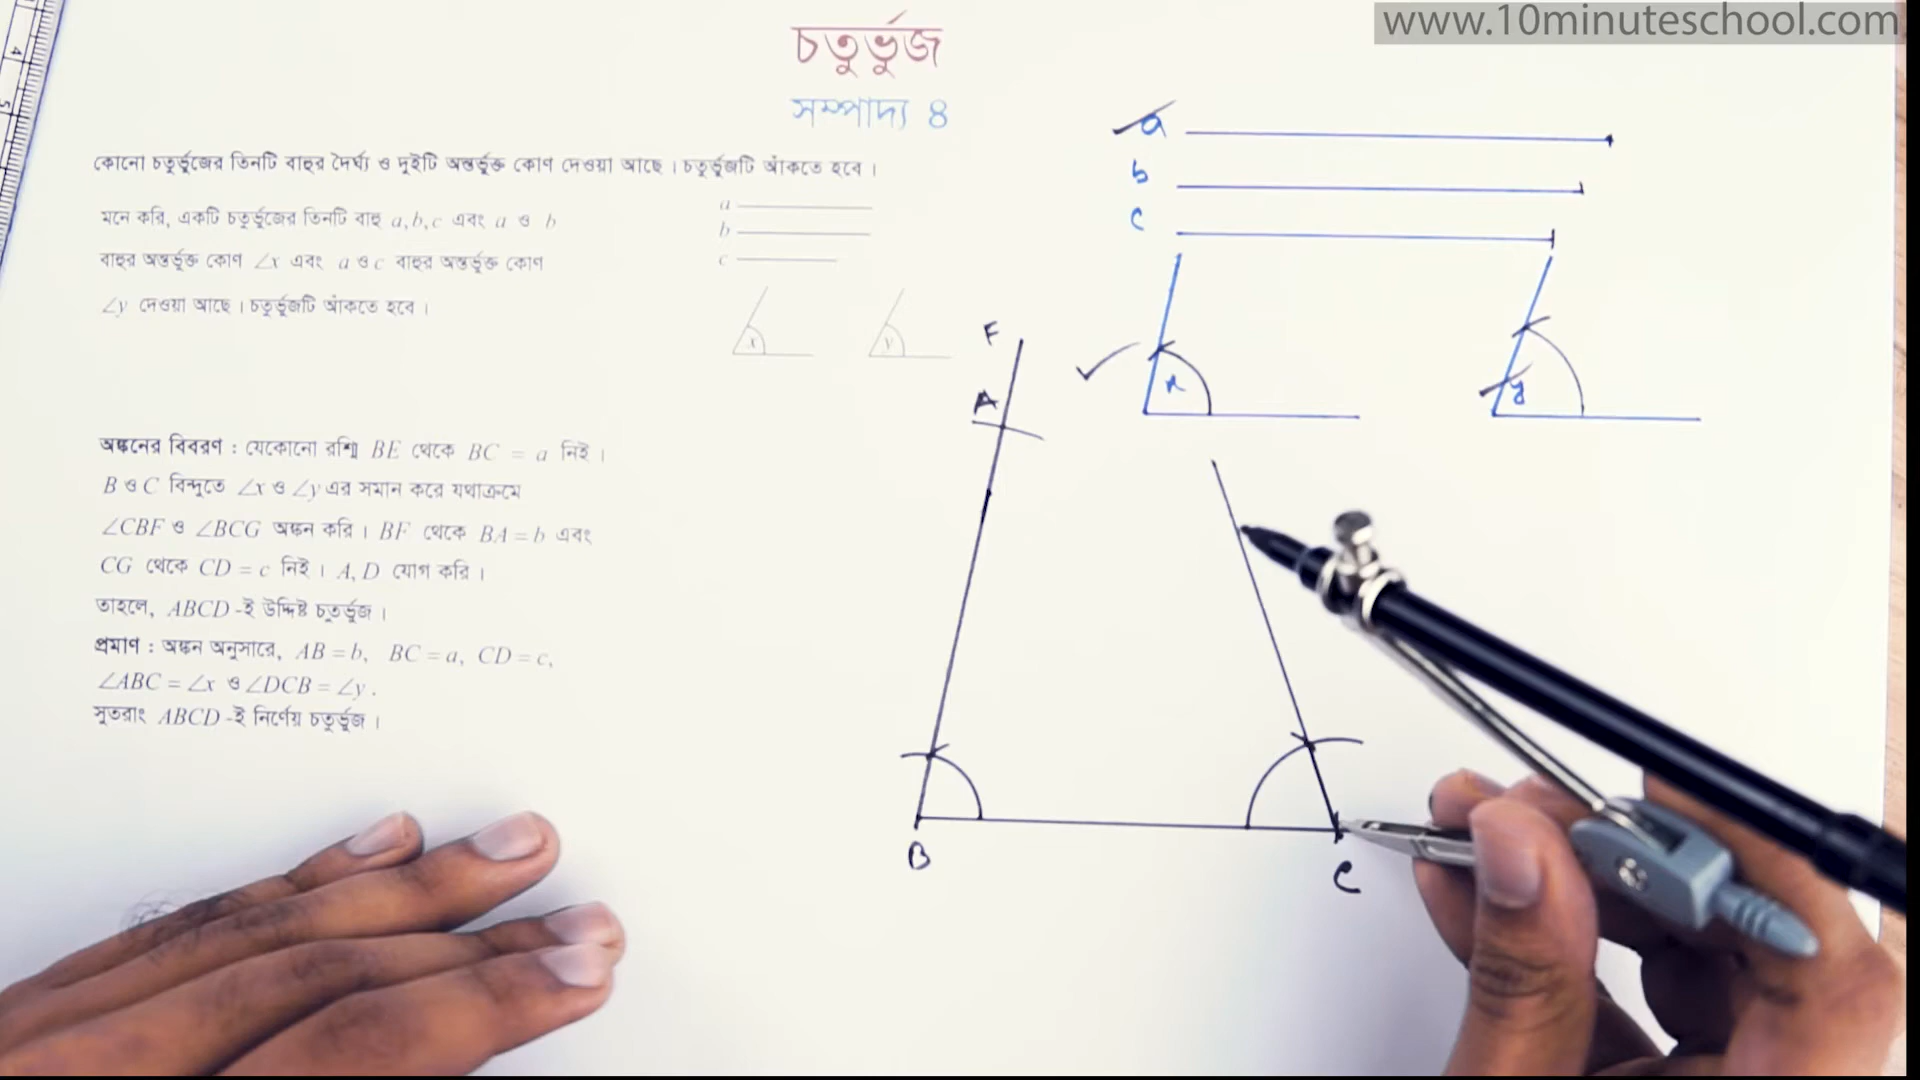 www.10minuteschool.com
চতুর্ভুজ
সম্পাদ্য ৪
কোনো চতুর্ভুজের তিনটি বাহুর দৈর্ঘ্য ও দুইটি অন্তর্ভুক্ত কোণ দেওয়া আছে। চতুর্ভুজটি আঁকতে হবে।
মনে করি, একটি চতুর্ভুজের তিনটি বাহু a, b, c এবং a ও b
বাহুর অন্তর্ভুক্ত কোণ ∠x এবং a ও c বাহুর অন্তর্ভুক্ত কোণ
∠y দেওয়া আছে। চতুর্ভুজটি আঁকতে হবে।
a
b
c
x y
a
b
c
x y
অঙ্কনের বিবরণ : যেকোনো রশ্মি BE থেকে BC = a নিই।
B ও C বিন্দুতে ∠x ও ∠y এর সমান করে যথাক্রমে
∠CBF ও ∠BCG অঙ্কন করি। BF থেকে BA = b এবং
CG থেকে CD = c নিই। A, D যোগ করি।
তাহলে, ABCD -ই উদ্দিষ্ট চতুর্ভুজ।
প্রমাণ : অঙ্কন অনুসারে, AB = b, BC = a, CD = c,
∠ABC = ∠x ও ∠DCB = ∠y .
সুতরাং ABCD -ই নির্ণেয় চতুর্ভুজ।
F
A
B
C
4
5